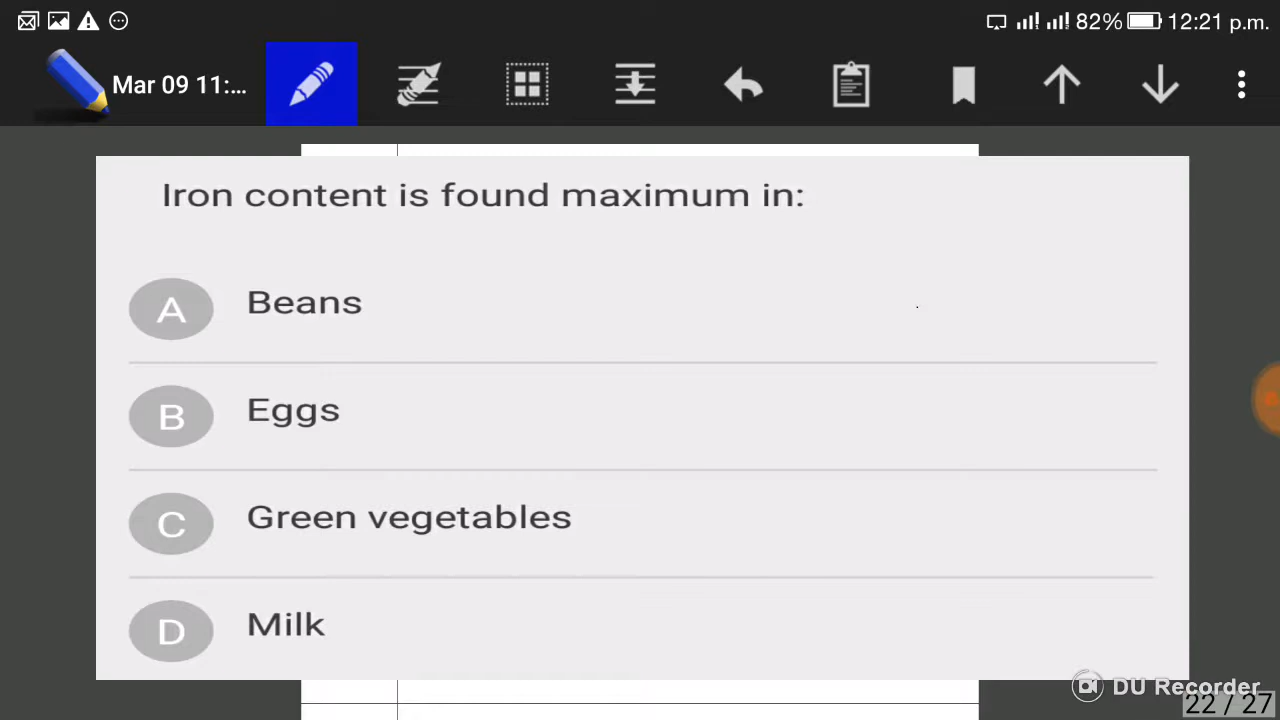 82% 12:21 p.m.
Mar 09 11:...
Iron content is found maximum in:
A Beans
B Eggs
C Green vegetables
D Milk
DU Recorder
22 / 27